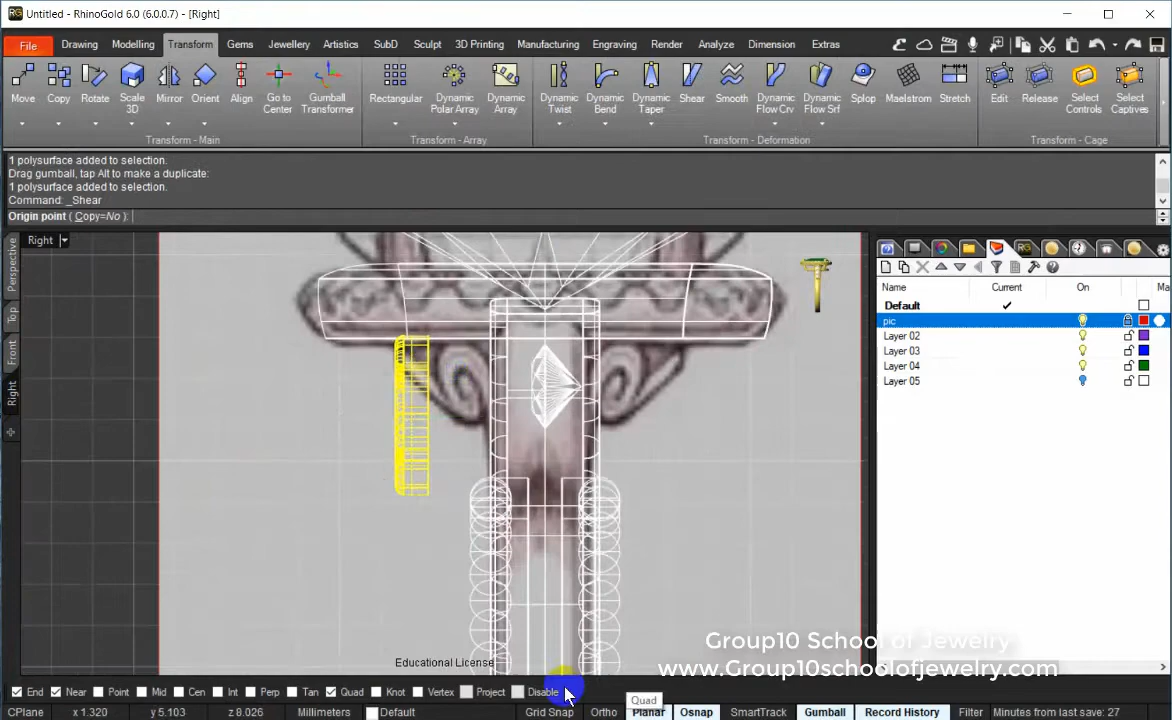 Untitled - RhinoGold 6.0 (6.0.0.7) - [Right]
File Drawing Modelling Transform Gems Jewellery Artistics SubD Sculpt 3D Printing Manufacturing Engraving Render Analyze Dimension Extras
Move Copy Rotate Scale 3D Mirror Orient Align Go to Center Gumball Transformer Rectangular Dynamic Polar Array Dynamic Array Dynamic Twist Dynamic Bend Dynamic Taper Shear Smooth Dynamic Flow Crv Dynamic Flow Srf Splop Maelstrom Stretch Edit Release Select Controls Select Captives
Transform - Main Transform - Array Transform - Deformation Transform - Cage
1 polysurface added to selection.
Drag gumball, tap Alt to make a duplicate:
1 polysurface added to selection.
Command: _Shear
Origin point ( Copy=No ):
Right
Perspective
Top
Front
Right
Name Current On Ma
Default
pic
Layer 02
Layer 03
Layer 04
Layer 05
Educational License
Group10 School of Jewelry
www.Group10schoolofjewelry.com
End Near Point Mid Cen Int Perp Tan Quad Knot Vertex Project Disable
Quad
CPlane x 1.320 y 5.103 z 8.026 Millimeters Default Grid Snap Ortho Planar Osnap SmartTrack Gumball Record History Filter Minutes from last save: 27